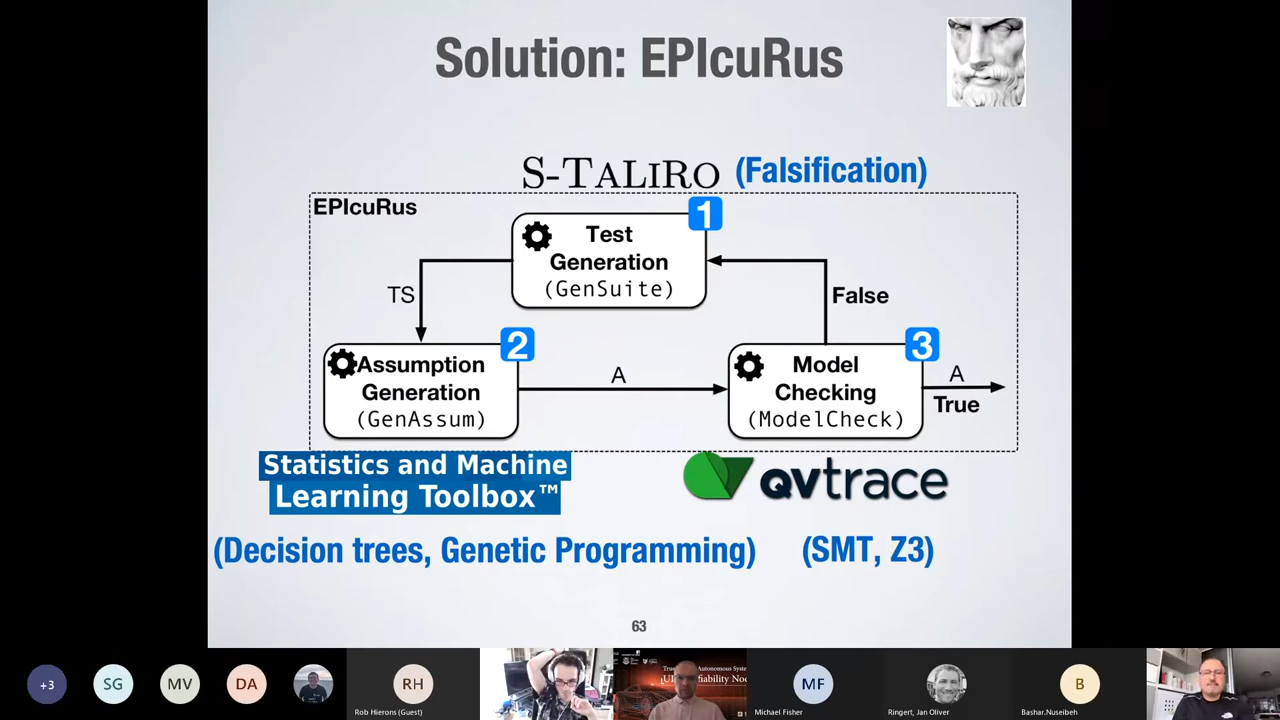 Solution: EPIcuRus
S-TALIRO (Falsification)
EPIcuRus
1
Test
Generation
(GenSuite)
TS
False
2
Assumption
Generation
(GenAssum)
A
3
Model
Checking
(ModelCheck)
A
True
Statistics and Machine
Learning Toolbox™
qvtrace
(Decision trees, Genetic Programming)
(SMT, Z3)
63
+3
SG
MV
DA
RH
Rob Hierons (Guest)
MF
Michael Fisher
Ringert, Jan Oliver
B
Bashar.Nuseibeh